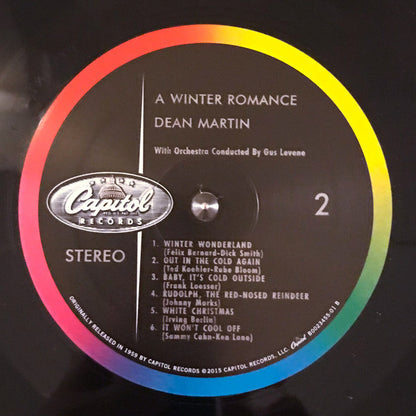 A WINTER ROMANCE
DEAN MARTIN
With Orchestra Conducted By Gus Levene
Capitol
RECORDS
2
STEREO
1. WINTER WONDERLAND
(Felix Bernard-Dick Smith)
2. OUT IN THE COLD AGAIN
(Ted Koehler-Rube Bloom)
3. BABY, IT'S COLD OUTSIDE
(Frank Loesser)
4. RUDOLPH, THE RED-NOSED REINDEER
(Johnny Marks)
5. WHITE CHRISTMAS
(Irving Berlin)
6. IT WON'T COOL OFF
(Sammy Cahn-Ken Lane)
ORIGINALLY RELEASED IN 1959 BY CAPITOL RECORDS ℗©2015 CAPITOL RECORDS, LLC Capitol B0023455-01 B